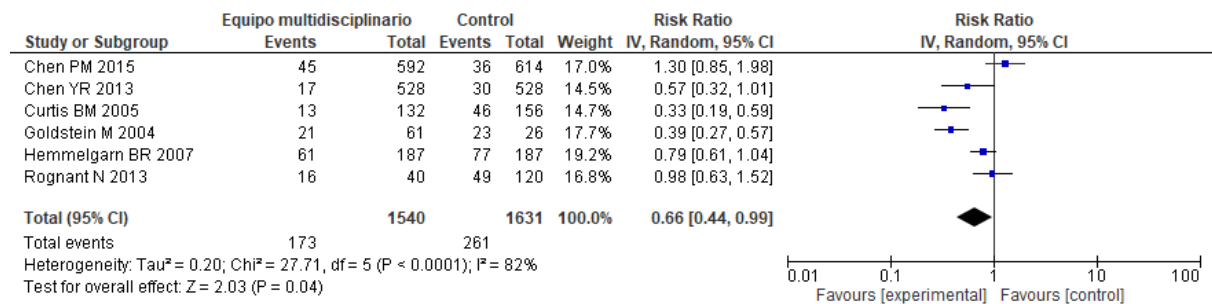 Equipo multidisciplinario Control Risk Ratio Risk Ratio
Study or Subgroup Events Total Events Total Weight IV, Random, 95% CI IV, Random, 95% CI
Chen PM 2015 45 592 36 614 17.0% 1.30 [0.85, 1.98]
Chen YR 2013 17 528 30 528 14.5% 0.57 [0.32, 1.01]
Curtis BM 2005 13 132 46 156 14.7% 0.33 [0.19, 0.59]
Goldstein M 2004 21 61 23 26 17.7% 0.39 [0.27, 0.57]
Hemmelgarn BR 2007 61 187 77 187 19.2% 0.79 [0.61, 1.04]
Rognant N 2013 16 40 49 120 16.8% 0.98 [0.63, 1.52]
Total (95% CI) 1540 1631 100.0% 0.66 [0.44, 0.99]
Total events 173 261
Heterogeneity: Tau² = 0.20; Chi² = 27.71, df = 5 (P < 0.0001); I² = 82%
Test for overall effect: Z = 2.03 (P = 0.04)
0.01 0.1 1 10 100
Favours [experimental] Favours [control]